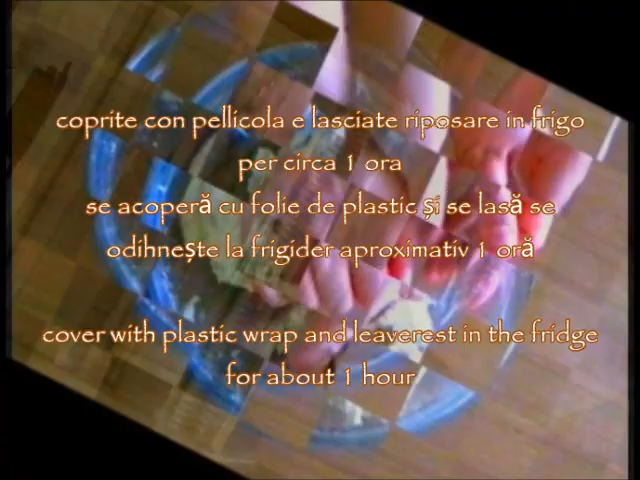 coprite con pellicola e lasciate riposare in frigo
per circa 1 ora
se acoperă cu folie de plastic și se lasă se
odihnește la frigider aproximativ 1 oră
cover with plastic wrap and leaverest in the fridge
for about 1 hour